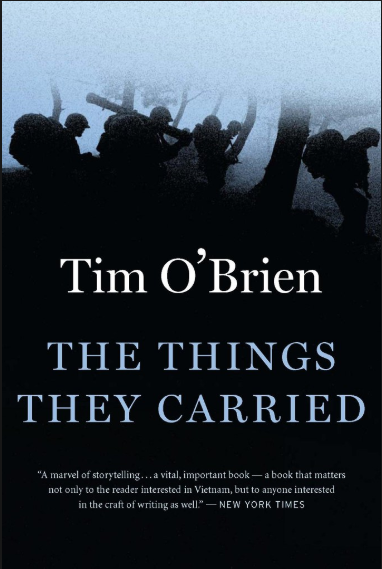 Tim O’Brien
THE THINGS
THEY CARRIED
“A marvel of storytelling . . . a vital, important book — a book that matters
not only to the reader interested in Vietnam, but to anyone interested
in the craft of writing as well.” — NEW YORK TIMES